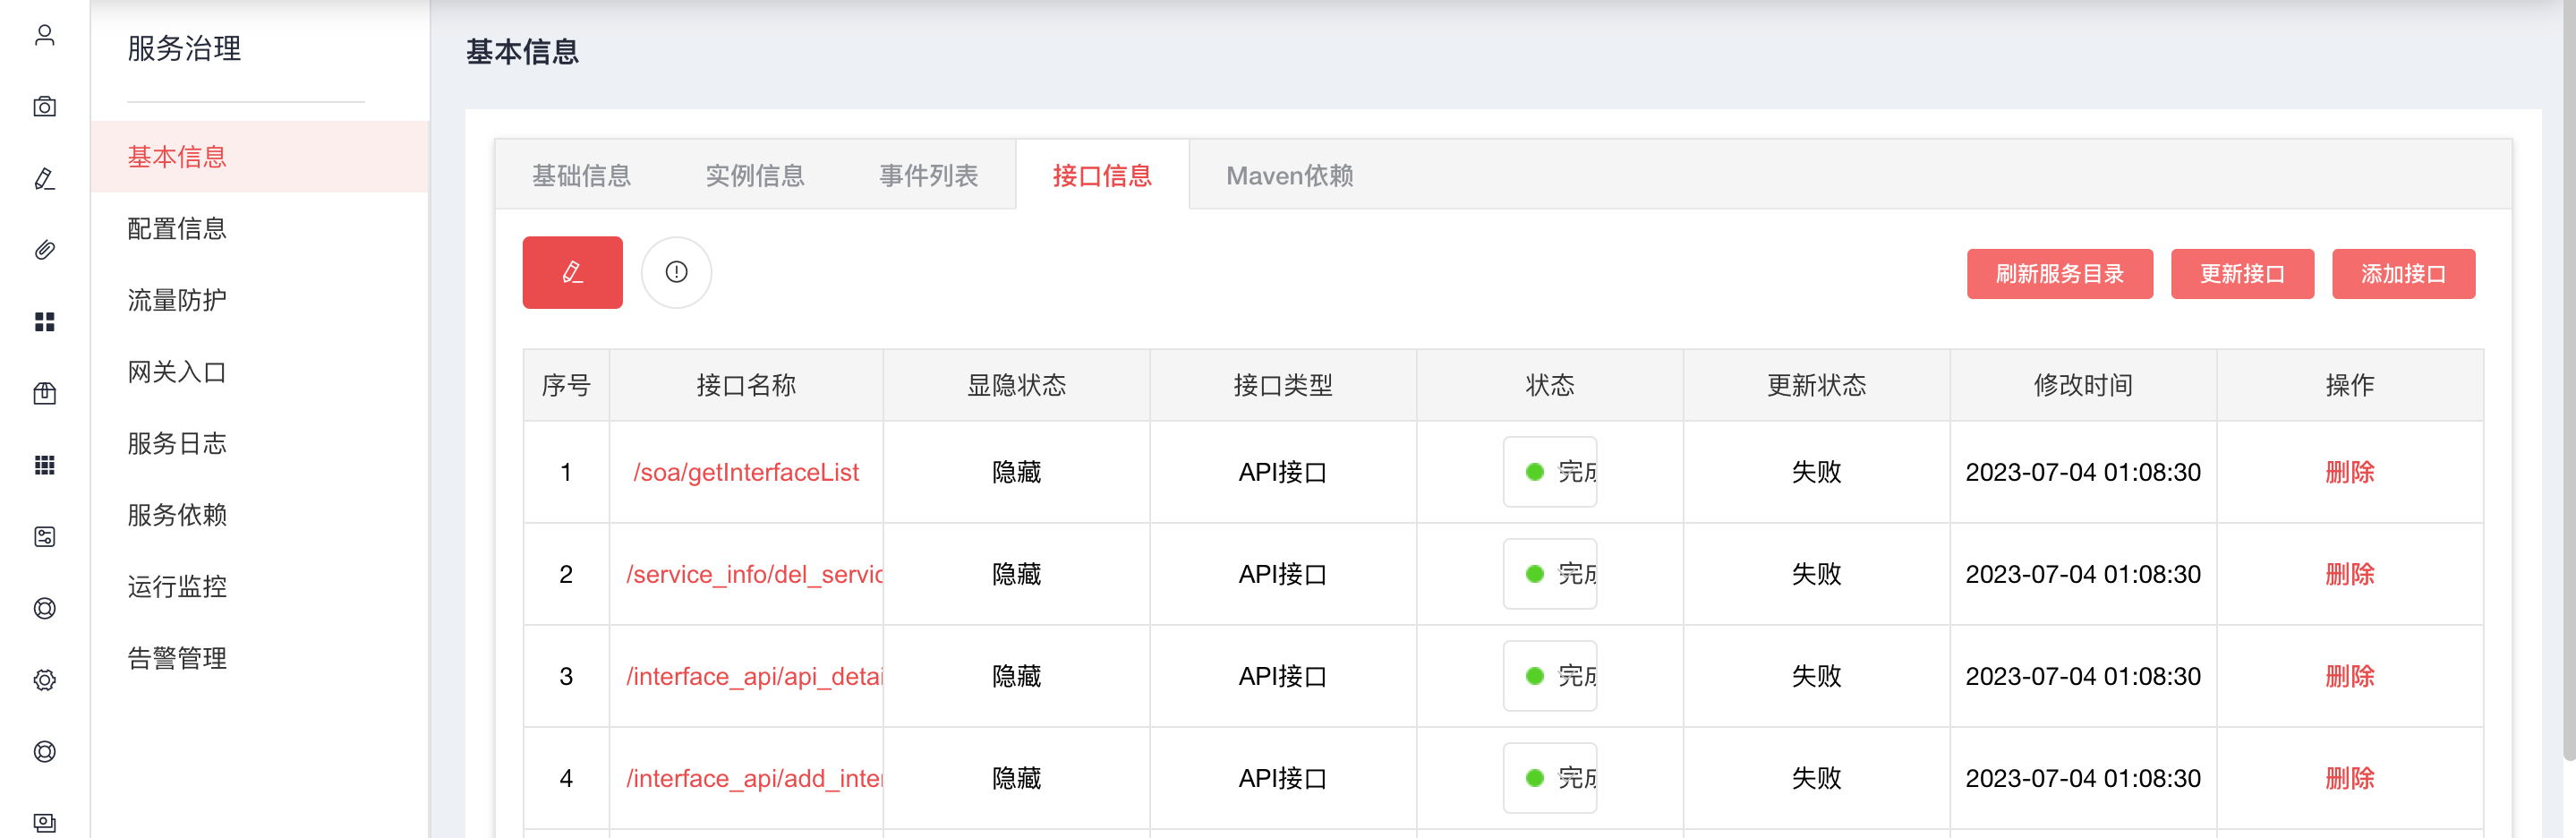 服务治理
基本信息
配置信息
流量防护
网关入口
服务日志
服务依赖
运行监控
告警管理
基本信息
基础信息 实例信息 事件列表 接口信息 Maven依赖
刷新服务目录 更新接口 添加接口
序号 接口名称 显隐状态 接口类型 状态 更新状态 修改时间 操作
1 /soa/getInterfaceList 隐藏 API接口 完成 失败 2023-07-04 01:08:30 删除
2 /service_info/del_servic 隐藏 API接口 完成 失败 2023-07-04 01:08:30 删除
3 /interface_api/api_detai 隐藏 API接口 完成 失败 2023-07-04 01:08:30 删除
4 /interface_api/add_inter 隐藏 API接口 完成 失败 2023-07-04 01:08:30 删除